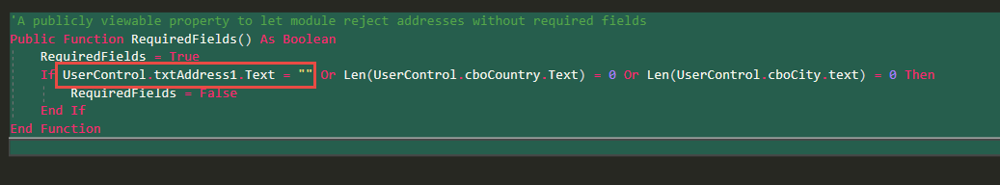 'A publicly viewable property to let module reject addresses without required fields
Public Function RequiredFields() As Boolean
RequiredFields = True
If UserControl.txtAddress1.Text = "" Or Len(UserControl.cboCountry.Text) = 0 Or Len(UserControl.cboCity.text) = 0 Then
RequiredFields = False
End If
End Function